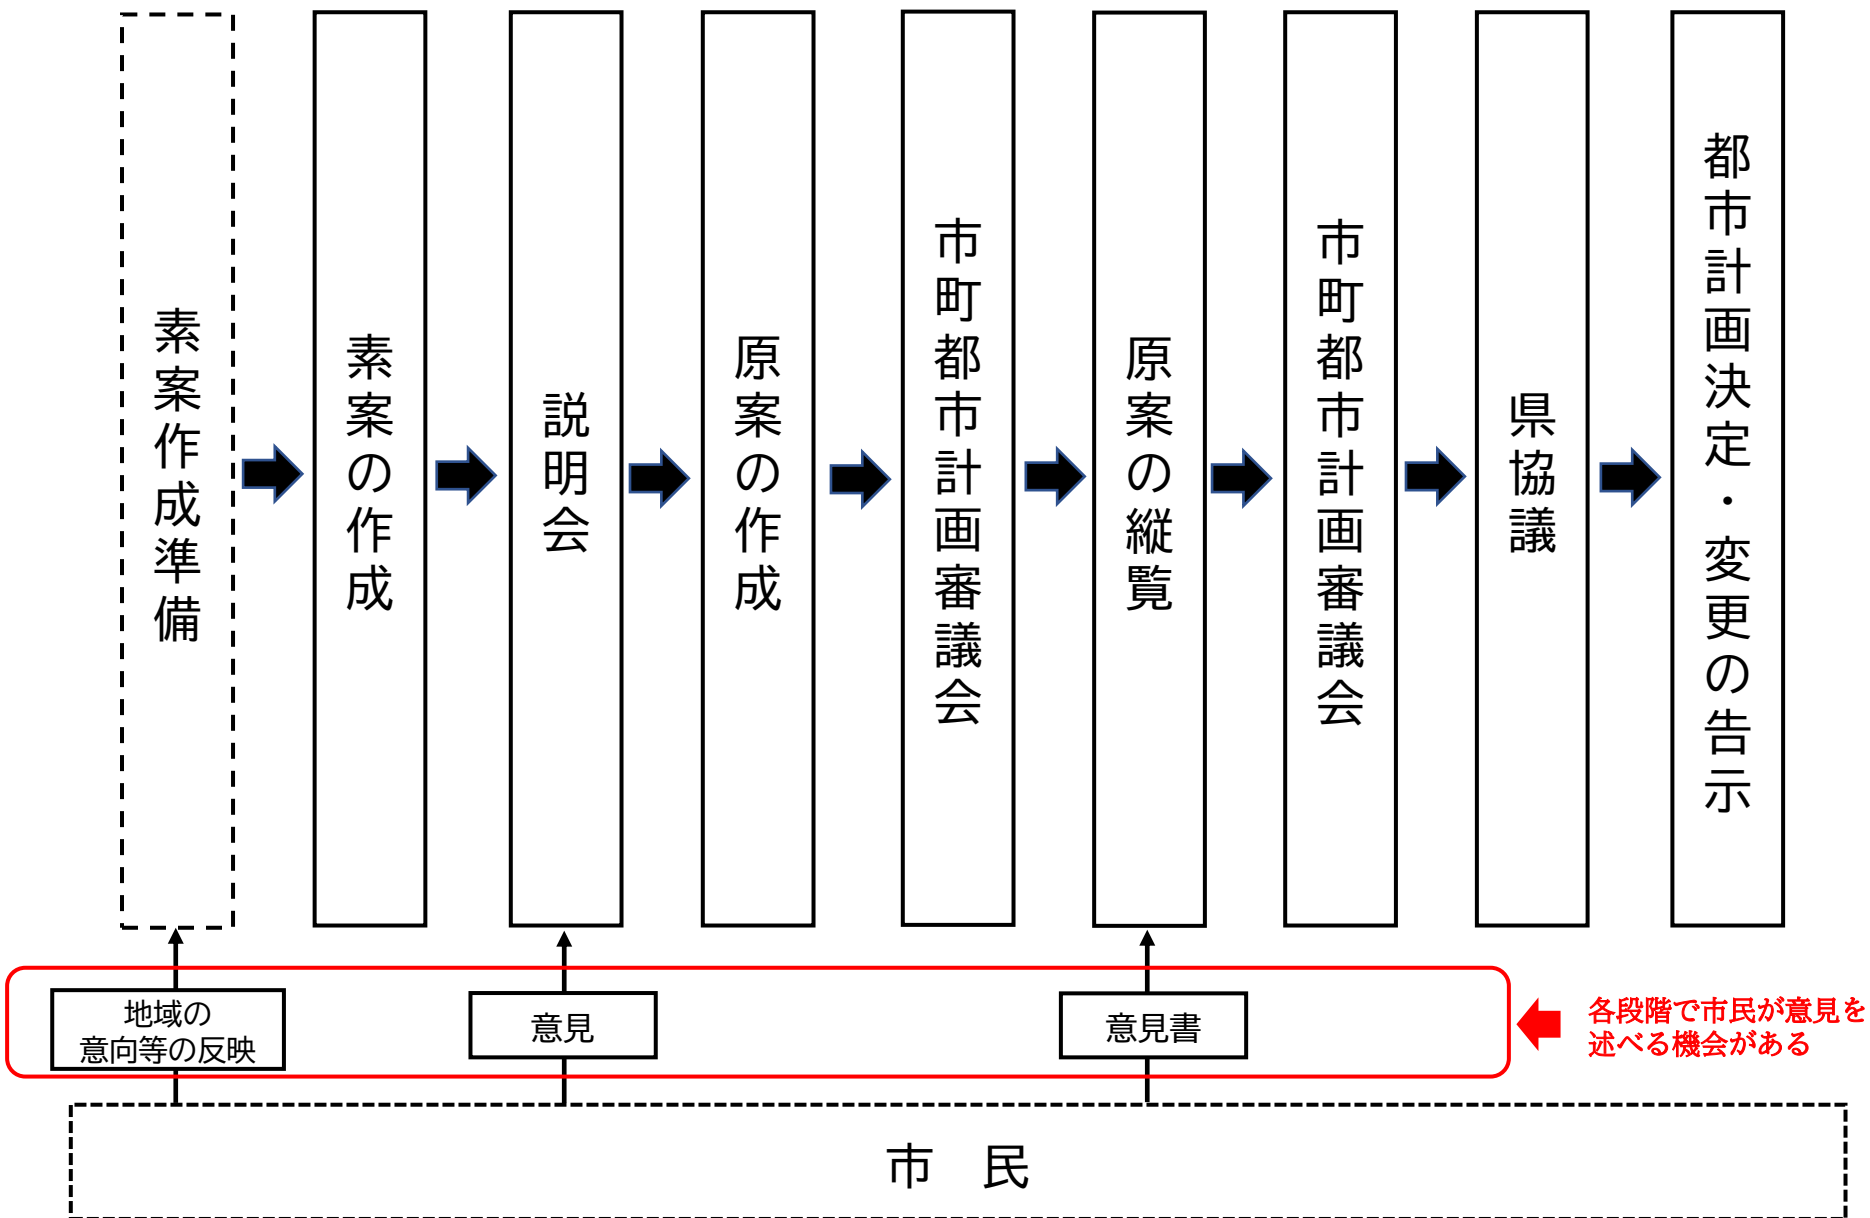 素案作成準備
素案の作成
説明会
原案の作成
市町都市計画審議会
原案の縦覧
市町都市計画審議会
県協議
都市計画決定・変更の告示
地域の
意向等の反映
意見
意見書
各段階で市民が意見を
述べる機会がある
市　民